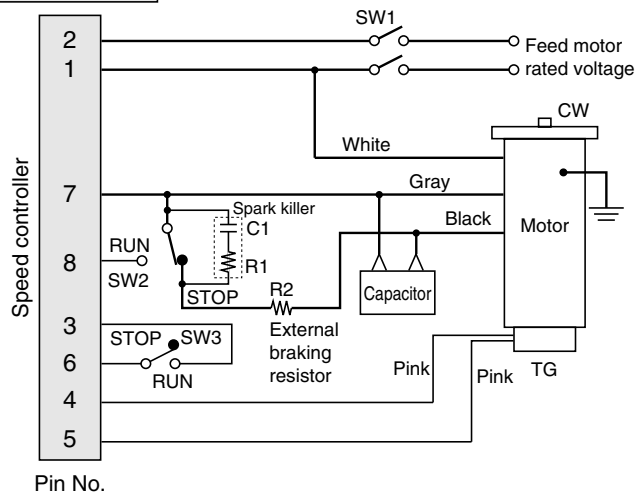 SW1
2
Feed motor
1
rated voltage
CW
White
7
Gray
Spark killer
Black
C1
Motor
RUN
8
R1
SW2
STOP
R2
Capacitor
Speed controller
3
External
braking
resistor
STOP SW3
6
RUN
Pink
Pink
TG
4
5
Pin No.